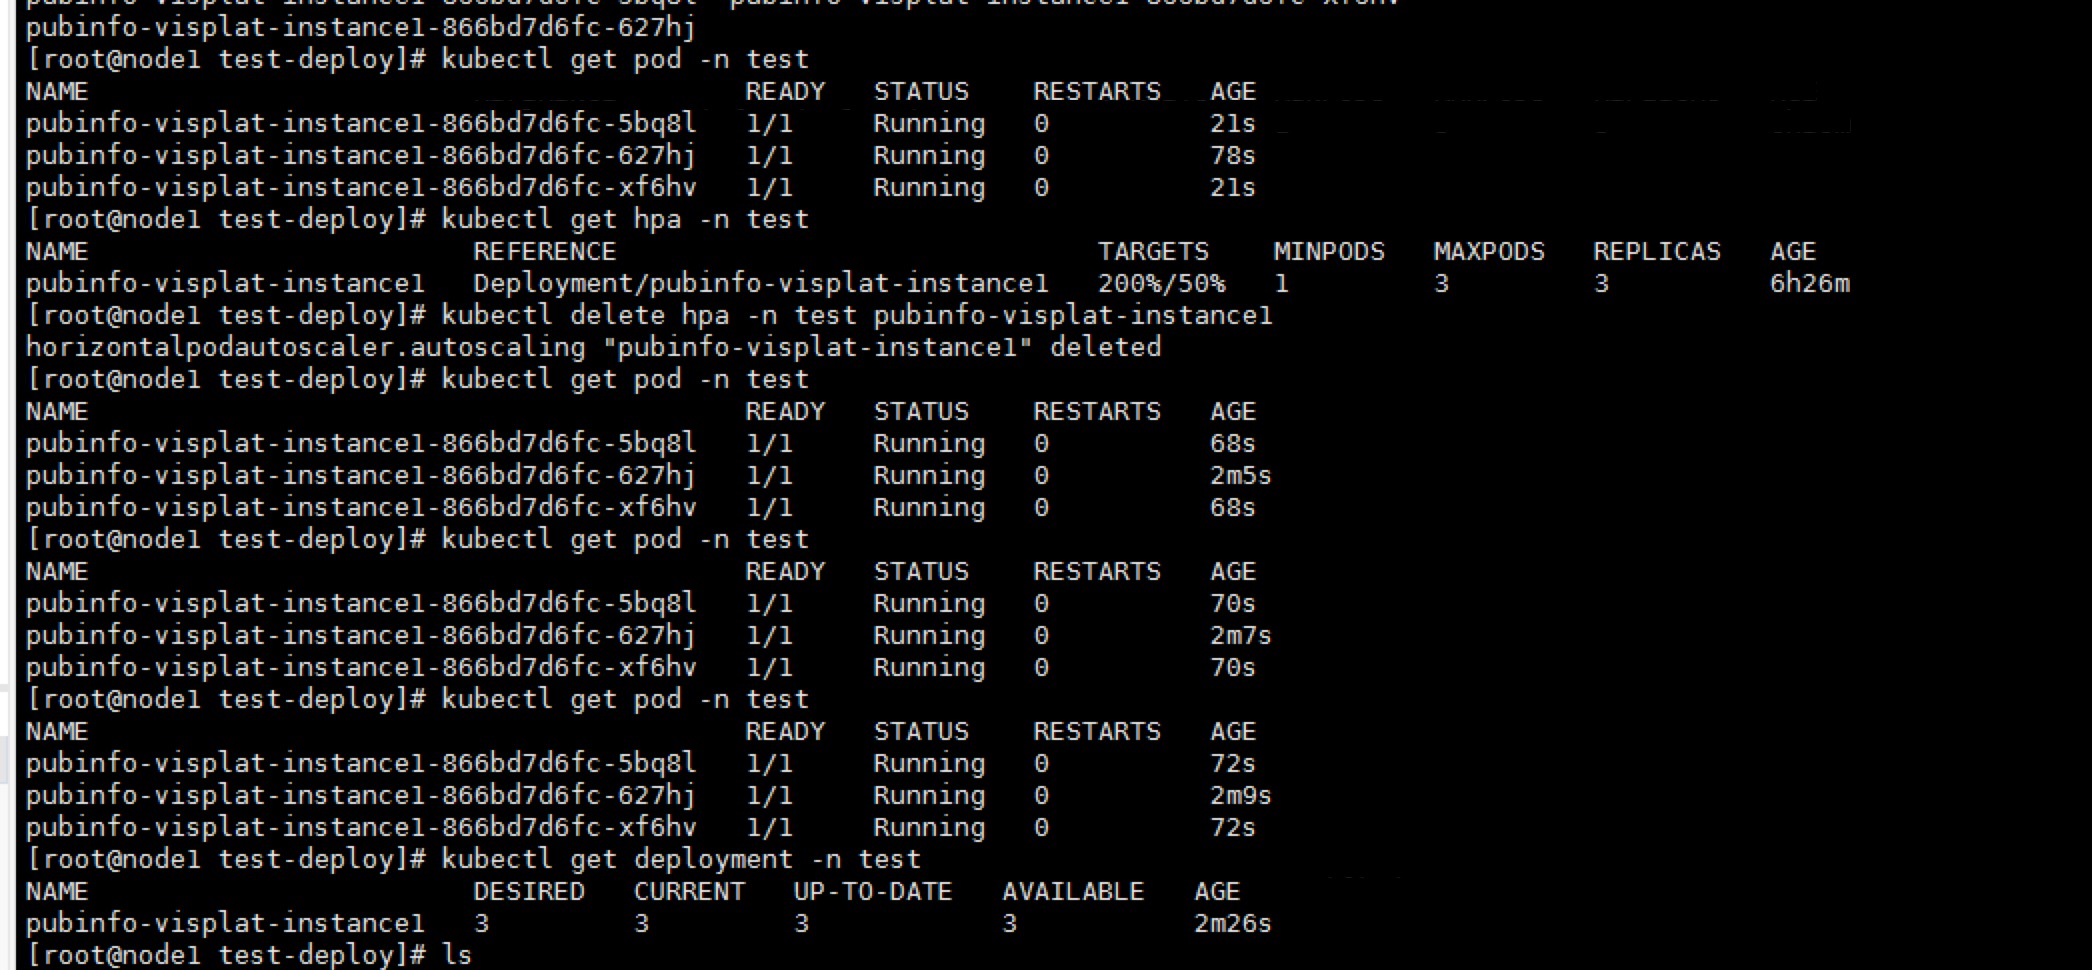 pubinfo-visplat-instance1-866bd7d6fc-5bq8l pubinfo-visplat-instance1-866bd7d6fc-xf6hv
pubinfo-visplat-instance1-866bd7d6fc-627hj
[root@node1 test-deploy]# kubectl get pod -n test
NAME READY STATUS RESTARTS AGE
pubinfo-visplat-instance1-866bd7d6fc-5bq8l 1/1 Running 0 21s
pubinfo-visplat-instance1-866bd7d6fc-627hj 1/1 Running 0 78s
pubinfo-visplat-instance1-866bd7d6fc-xf6hv 1/1 Running 0 21s
[root@node1 test-deploy]# kubectl get hpa -n test
NAME REFERENCE TARGETS MINPODS MAXPODS REPLICAS AGE
pubinfo-visplat-instance1 Deployment/pubinfo-visplat-instance1 200%/50% 1 3 3 6h26m
[root@node1 test-deploy]# kubectl delete hpa -n test pubinfo-visplat-instance1
horizontalpodautoscaler.autoscaling "pubinfo-visplat-instance1" deleted
[root@node1 test-deploy]# kubectl get pod -n test
NAME READY STATUS RESTARTS AGE
pubinfo-visplat-instance1-866bd7d6fc-5bq8l 1/1 Running 0 68s
pubinfo-visplat-instance1-866bd7d6fc-627hj 1/1 Running 0 2m5s
pubinfo-visplat-instance1-866bd7d6fc-xf6hv 1/1 Running 0 68s
[root@node1 test-deploy]# kubectl get pod -n test
NAME READY STATUS RESTARTS AGE
pubinfo-visplat-instance1-866bd7d6fc-5bq8l 1/1 Running 0 70s
pubinfo-visplat-instance1-866bd7d6fc-627hj 1/1 Running 0 2m7s
pubinfo-visplat-instance1-866bd7d6fc-xf6hv 1/1 Running 0 70s
[root@node1 test-deploy]# kubectl get pod -n test
NAME READY STATUS RESTARTS AGE
pubinfo-visplat-instance1-866bd7d6fc-5bq8l 1/1 Running 0 72s
pubinfo-visplat-instance1-866bd7d6fc-627hj 1/1 Running 0 2m9s
pubinfo-visplat-instance1-866bd7d6fc-xf6hv 1/1 Running 0 72s
[root@node1 test-deploy]# kubectl get deployment -n test
NAME DESIRED CURRENT UP-TO-DATE AVAILABLE AGE
pubinfo-visplat-instance1 3 3 3 3 2m26s
[root@node1 test-deploy]# ls